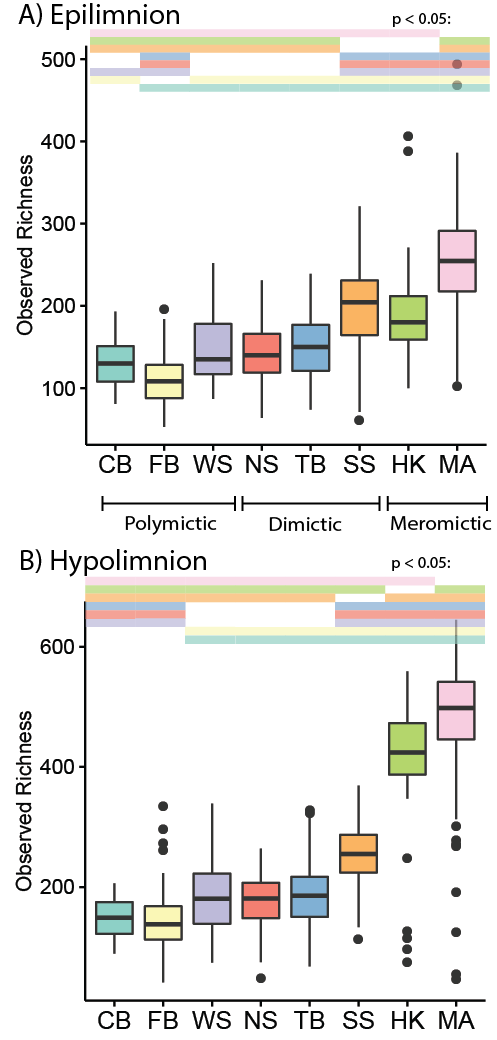 A) Epilimnion
p < 0.05:
500
400
300
200
100
Observed Richness
CB FB WS NS TB SS HK MA
Polymictic Dimictic Meromictic
B) Hypolimnion
p < 0.05:
600
400
200
Observed Richness
CB FB WS NS TB SS HK MA